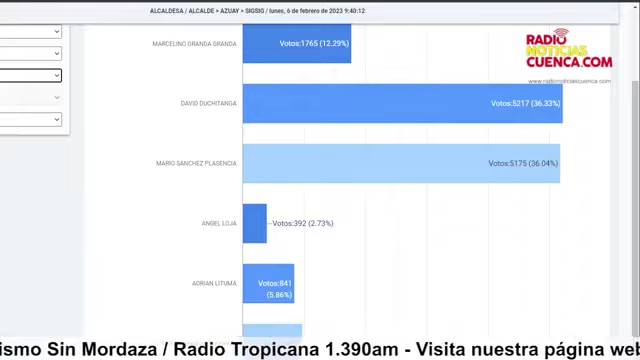 ALCALDESA / ALCALDE > AZUAY > SIGSIG / lunes, 6 de febrero de 2023 9:40:12
MARCELINO GRANDA GRANDA
Votos:1765 (12.29%)
RADIO
NOTICIAS
CUENCA.COM
www.radionoticiascuenca.com
DAVID DUCHITANGA
Votos:5217 (36.33%)
MARIO SANCHEZ PLASENCIA
Votos:5175 (36.04%)
ANGEL LOJA
Votos:392 (2.73%)
ADRIAN LITUMA
Votos:841
(5.86%)
ismo Sin Mordaza / Radio Tropicana 1.390am - Visita nuestra página web